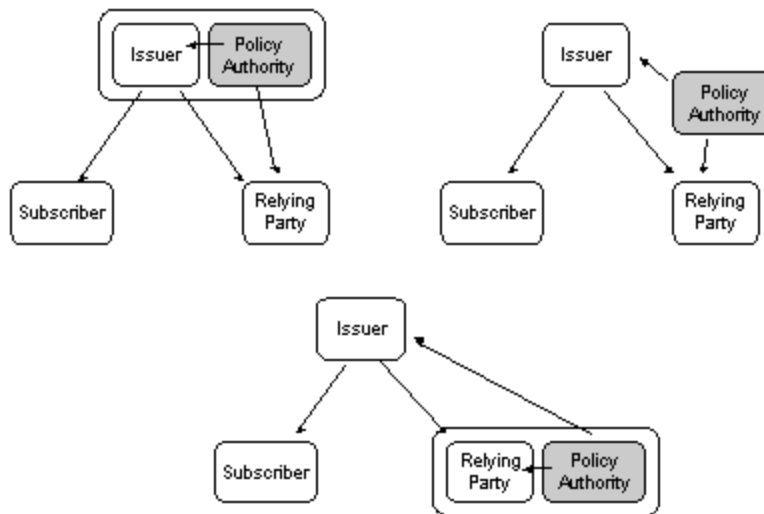 Issuer
Policy
Authority
Subscriber
Relying
Party
Issuer
Policy
Authority
Subscriber
Relying
Party
Issuer
Subscriber
Relying
Party
Policy
Authority